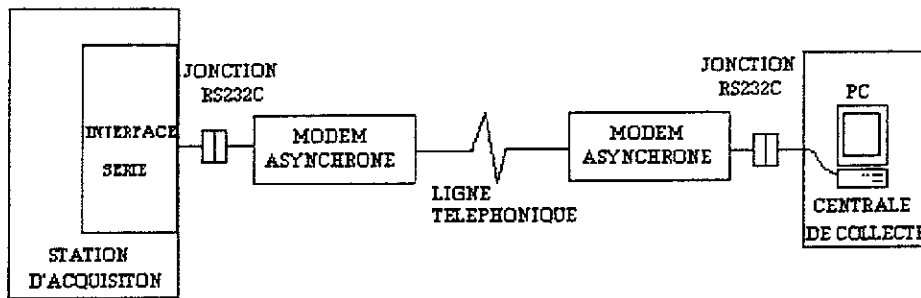 JONCTION
RS232C
JONCTION
RS232C
PC
INTERFACE
SERIE
MODEM
ASYNCHRONE
MODEM
ASYNCHRONE
LIGNE
TELEPHONIQUE
CENTRALE
DE COLLECTE
STATION
D'ACQUISITON